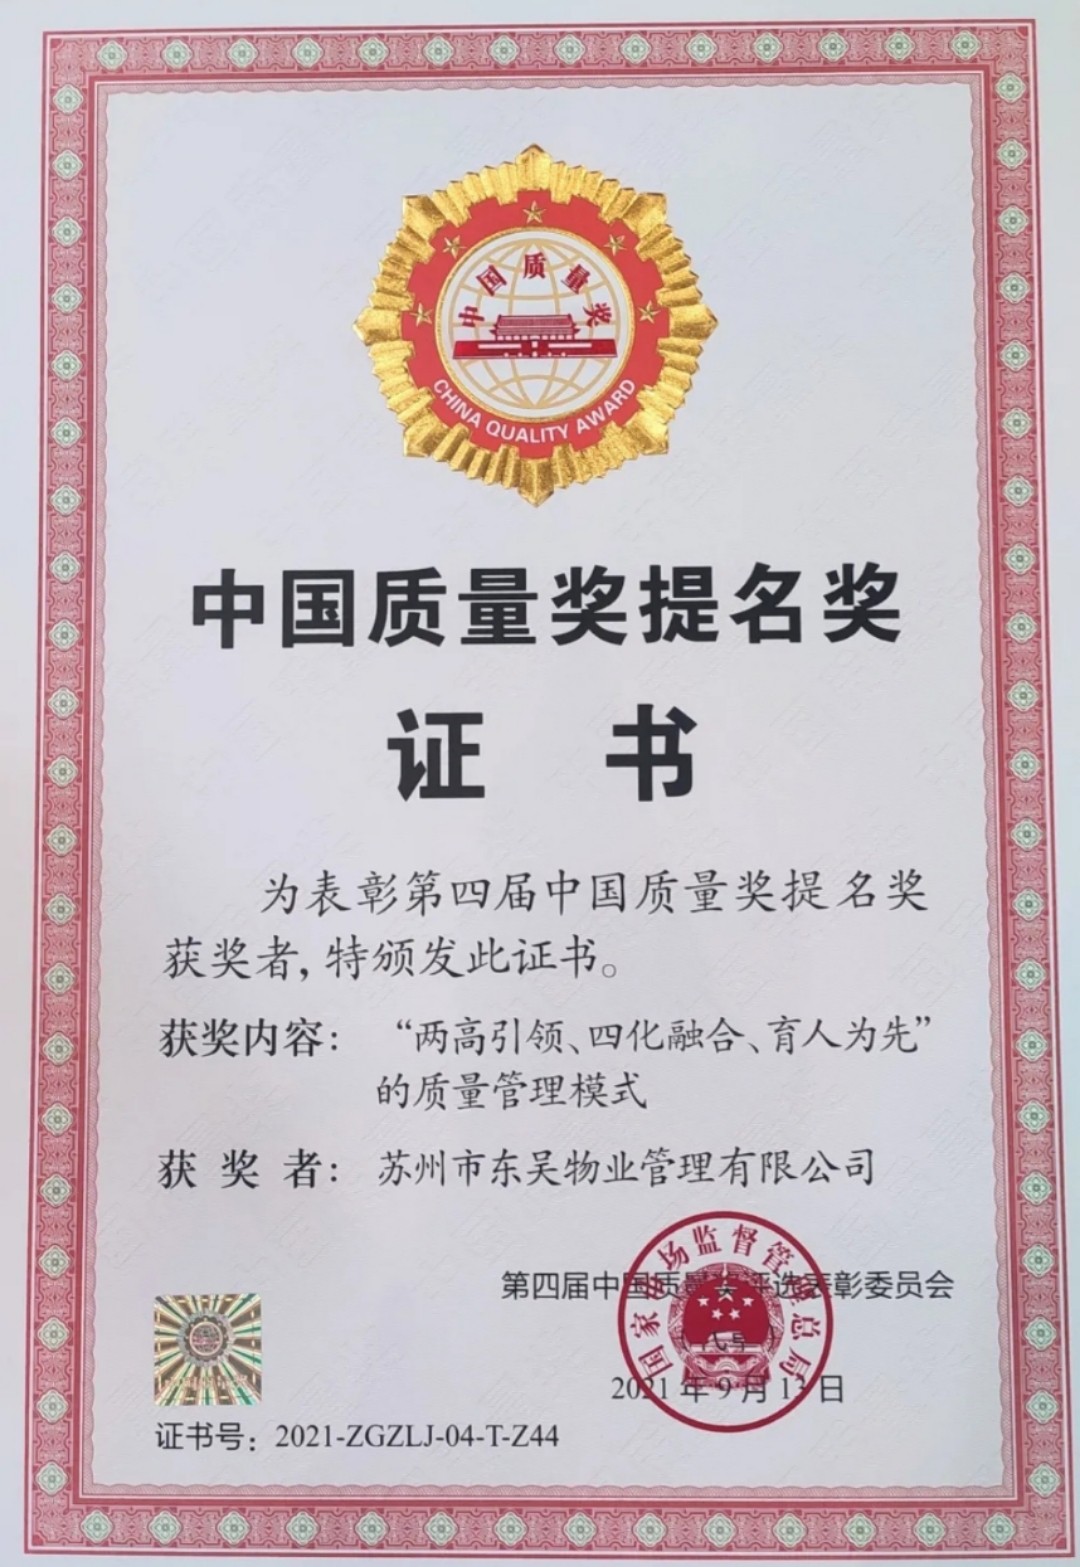 中国质量奖
CHINA QUALITY AWARD
中国质量奖提名奖
证 书
为表彰第四届中国质量奖提名奖
获奖者，特颁发此证书。
获奖内容： “两高引领、四化融合、育人为先”
的质量管理模式
获 奖 者： 苏州市东吴物业管理有限公司
第四届中国质量奖评选表彰委员会
国家市场监督管理总局
（代章）
2021 年 9 月 日
证书号：2021-ZGZLJ-04-T-Z44